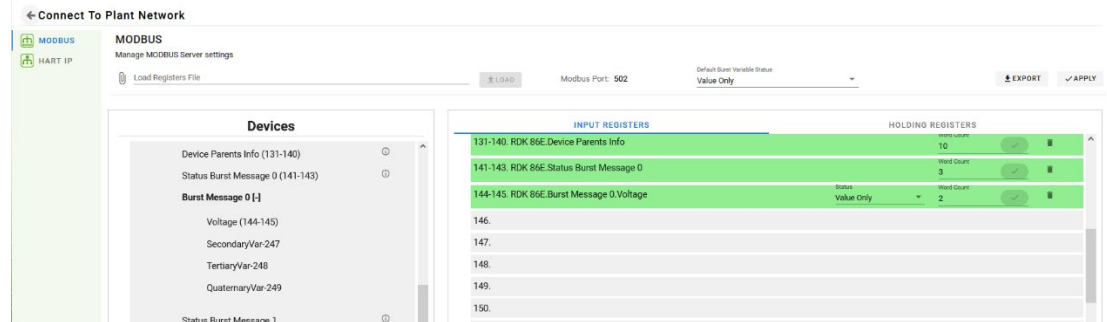 Connect To Plant Network
MODBUS
HART IP
MODBUS
Manage MODBUS Server settings
Load Registers File
LOAD
Modbus Port: 502
Default Burst Variable Status
Value Only
EXPORT
APPLY
Devices
Device Parents Info (131-140)
Status Burst Message 0 (141-143)
Burst Message 0 [-]
Voltage (144-145)
SecondaryVar-247
TertiaryVar-248
QuaternaryVar-249
Status Burst Message 1
INPUT REGISTERS
HOLDING REGISTERS
131-140. RDK 86E.Device Parents Info
Word Count
10
141-143. RDK 86E.Status Burst Message 0
Word Count
3
144-145. RDK 86E.Burst Message 0.Voltage
Status
Value Only
Word Count
2
146.
147.
148.
149.
150.